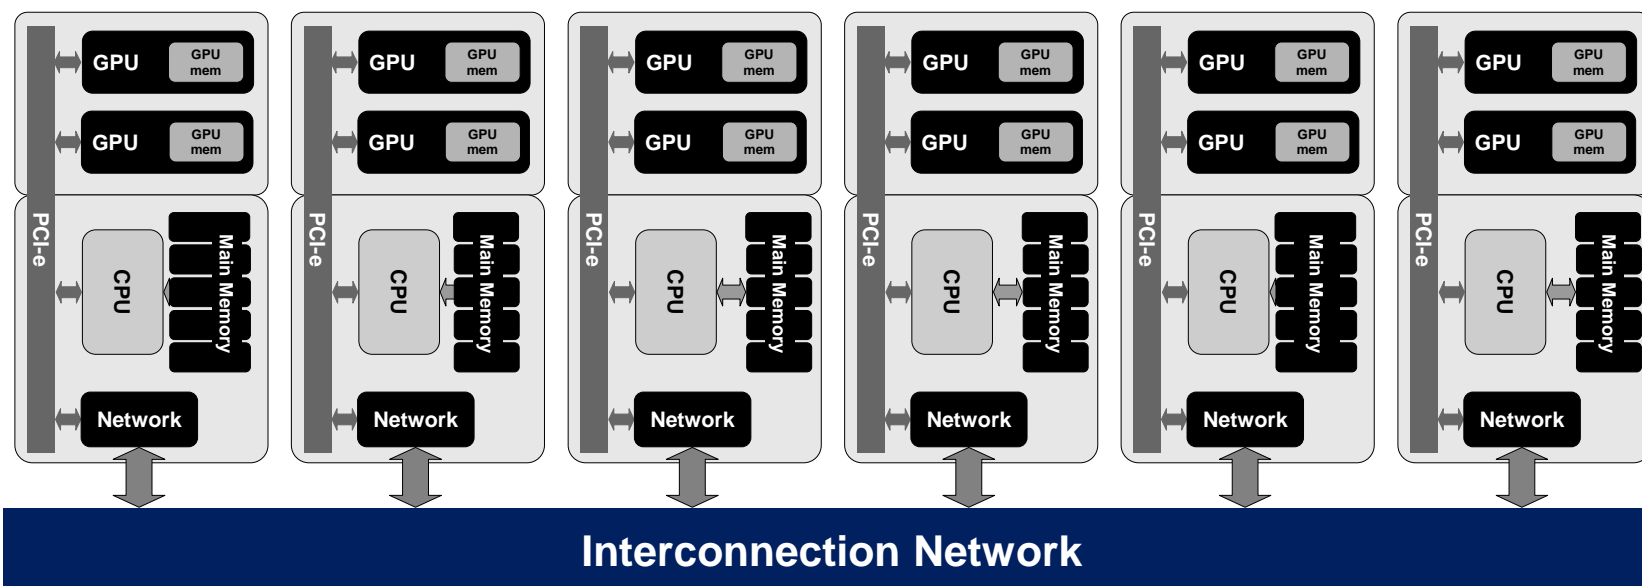 GPU
GPU
mem
GPU
GPU
mem
PCI-e
CPU
Main Memory
Network
GPU
GPU
mem
GPU
GPU
mem
PCI-e
CPU
Main Memory
Network
GPU
GPU
mem
GPU
GPU
mem
PCI-e
CPU
Main Memory
Network
GPU
GPU
mem
GPU
GPU
mem
PCI-e
CPU
Main Memory
Network
GPU
GPU
mem
GPU
GPU
mem
PCI-e
CPU
Main Memory
Network
GPU
GPU
mem
GPU
GPU
mem
PCI-e
CPU
Main Memory
Network
Interconnection Network